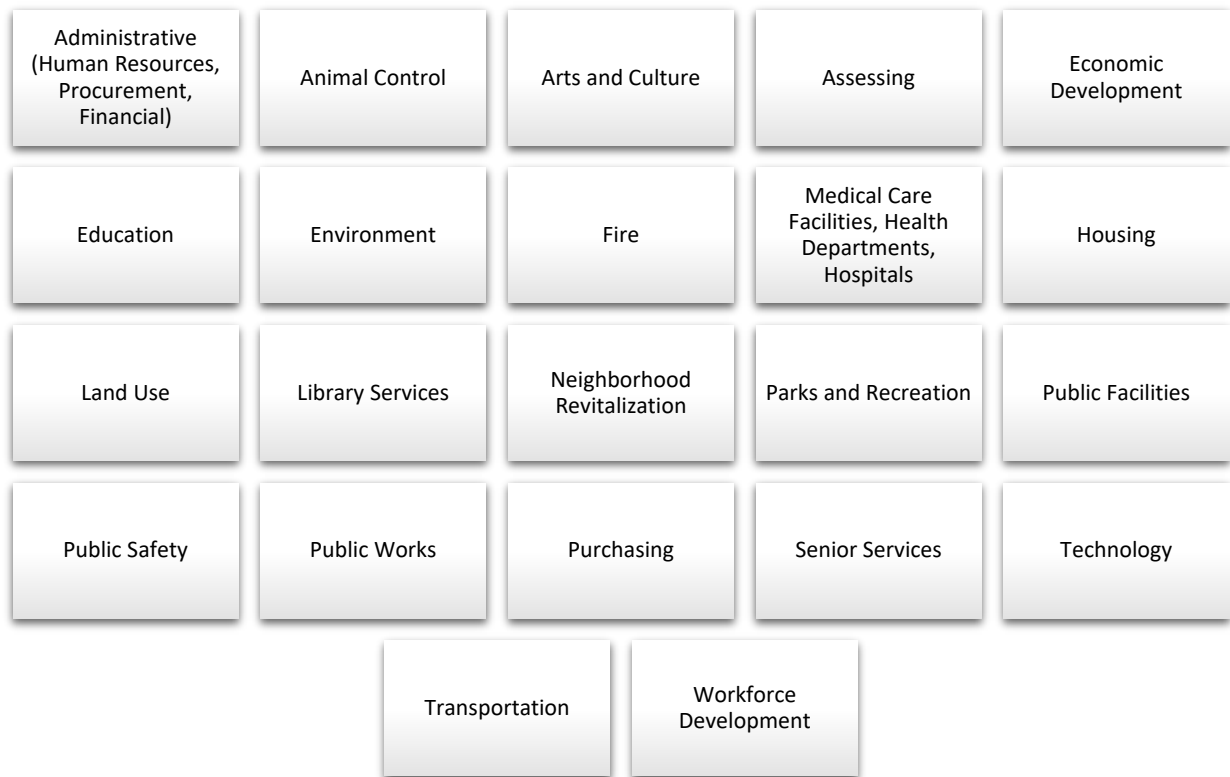 Administrative
(Human Resources,
Procurement,
Financial)
Animal Control
Arts and Culture
Assessing
Economic
Development
Education
Environment
Fire
Medical Care
Facilities, Health
Departments,
Hospitals
Housing
Land Use
Library Services
Neighborhood
Revitalization
Parks and Recreation
Public Facilities
Public Safety
Public Works
Purchasing
Senior Services
Technology
Transportation
Workforce
Development